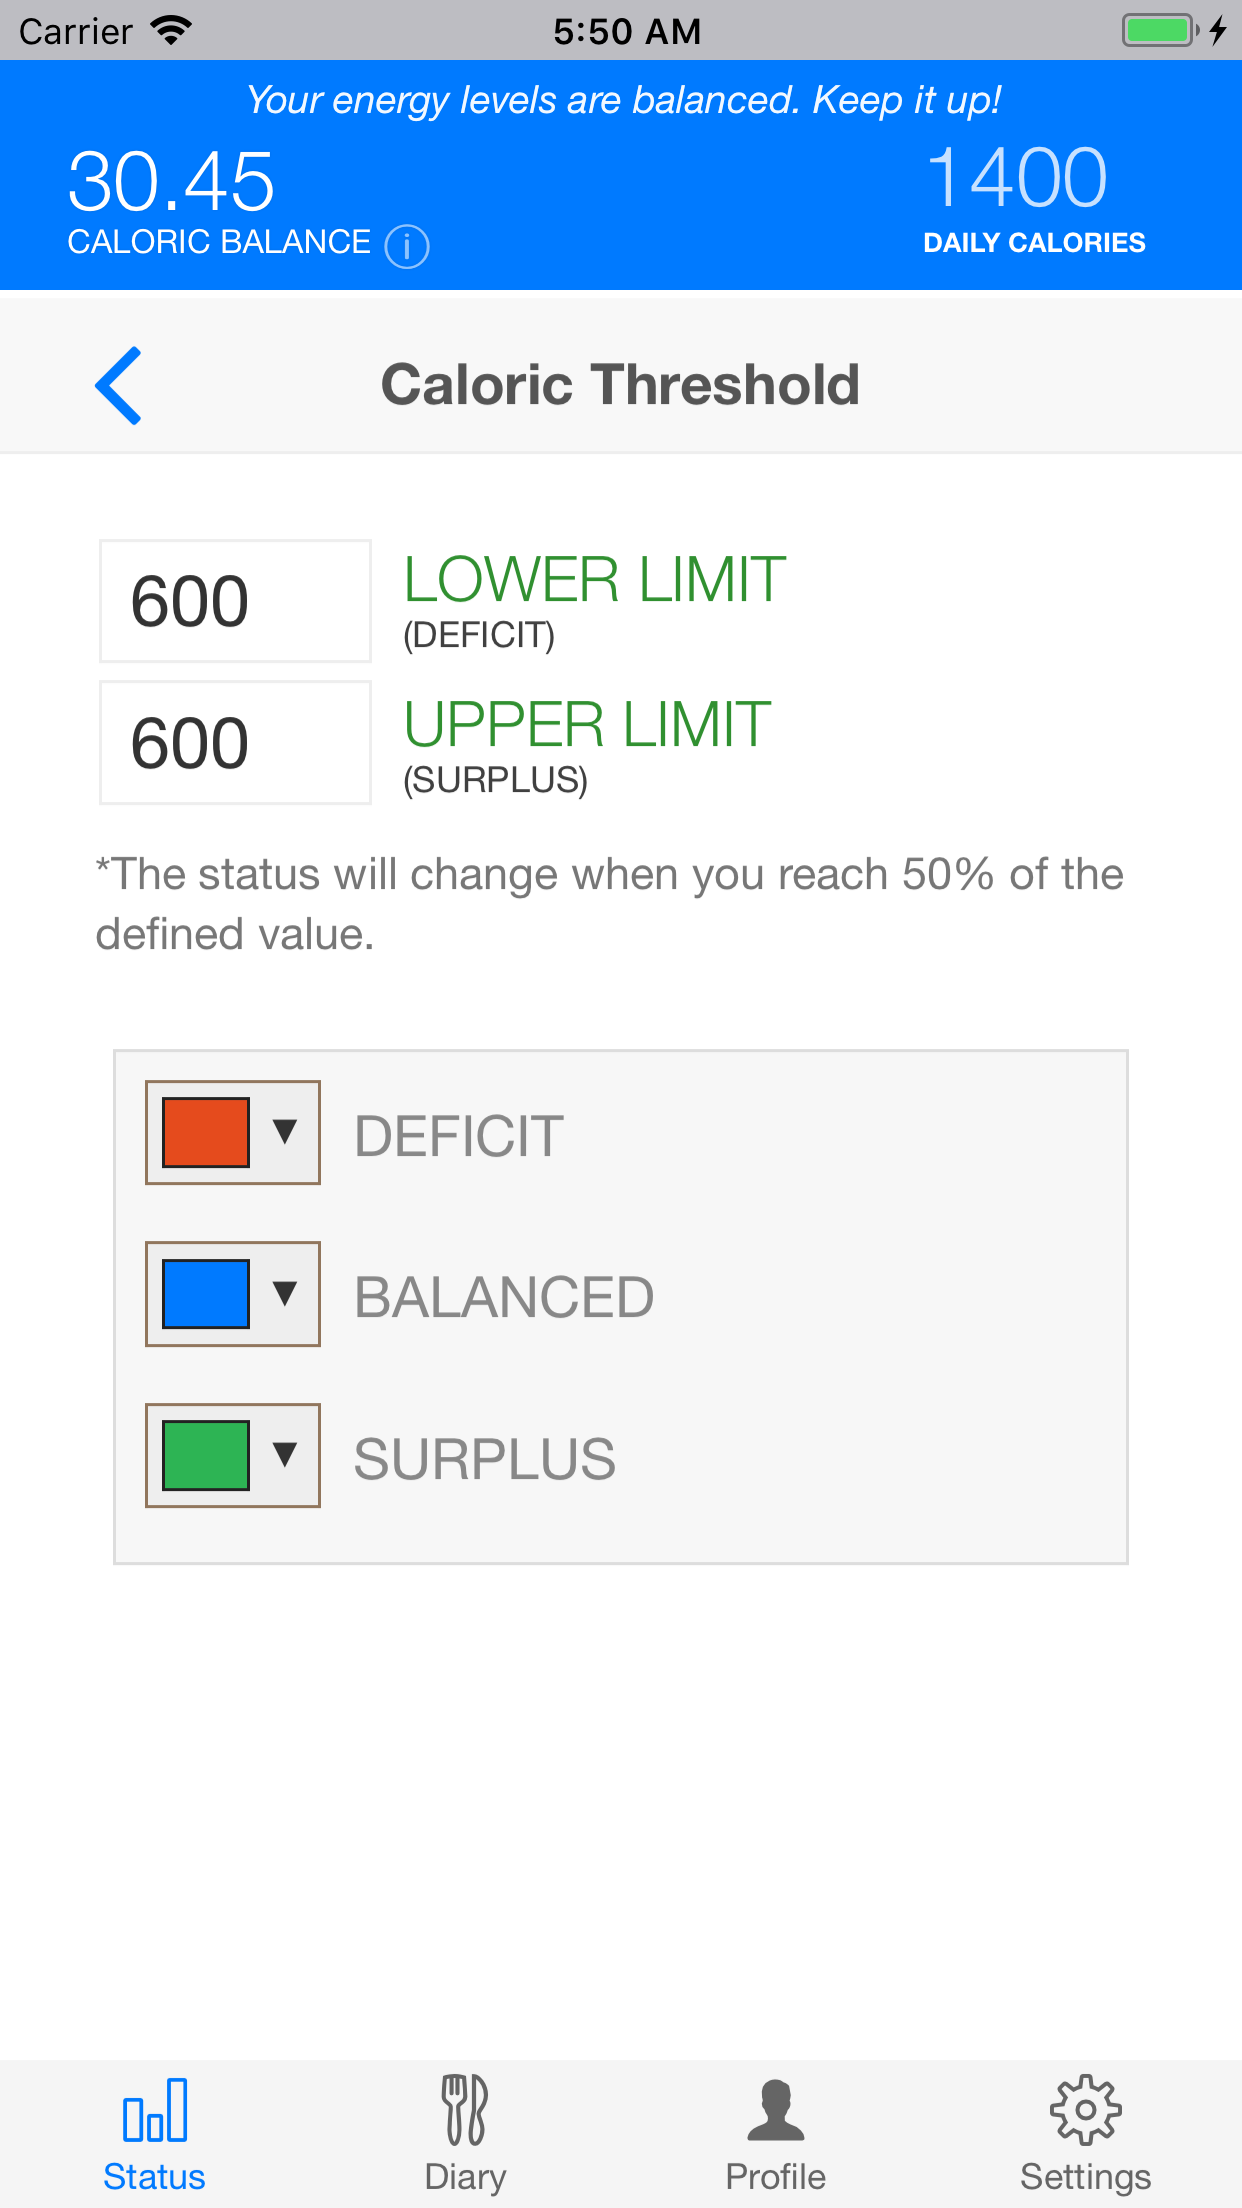 Carrier
5:50 AM
Your energy levels are balanced. Keep it up!
30.45
1400
CALORIC BALANCE i
DAILY CALORIES
Caloric Threshold
600
LOWER LIMIT
(DEFICIT)
600
UPPER LIMIT
(SURPLUS)
*The status will change when you reach 50% of the
defined value.
▼ DEFICIT
▼ BALANCED
▼ SURPLUS
Status
Diary
Profile
Settings